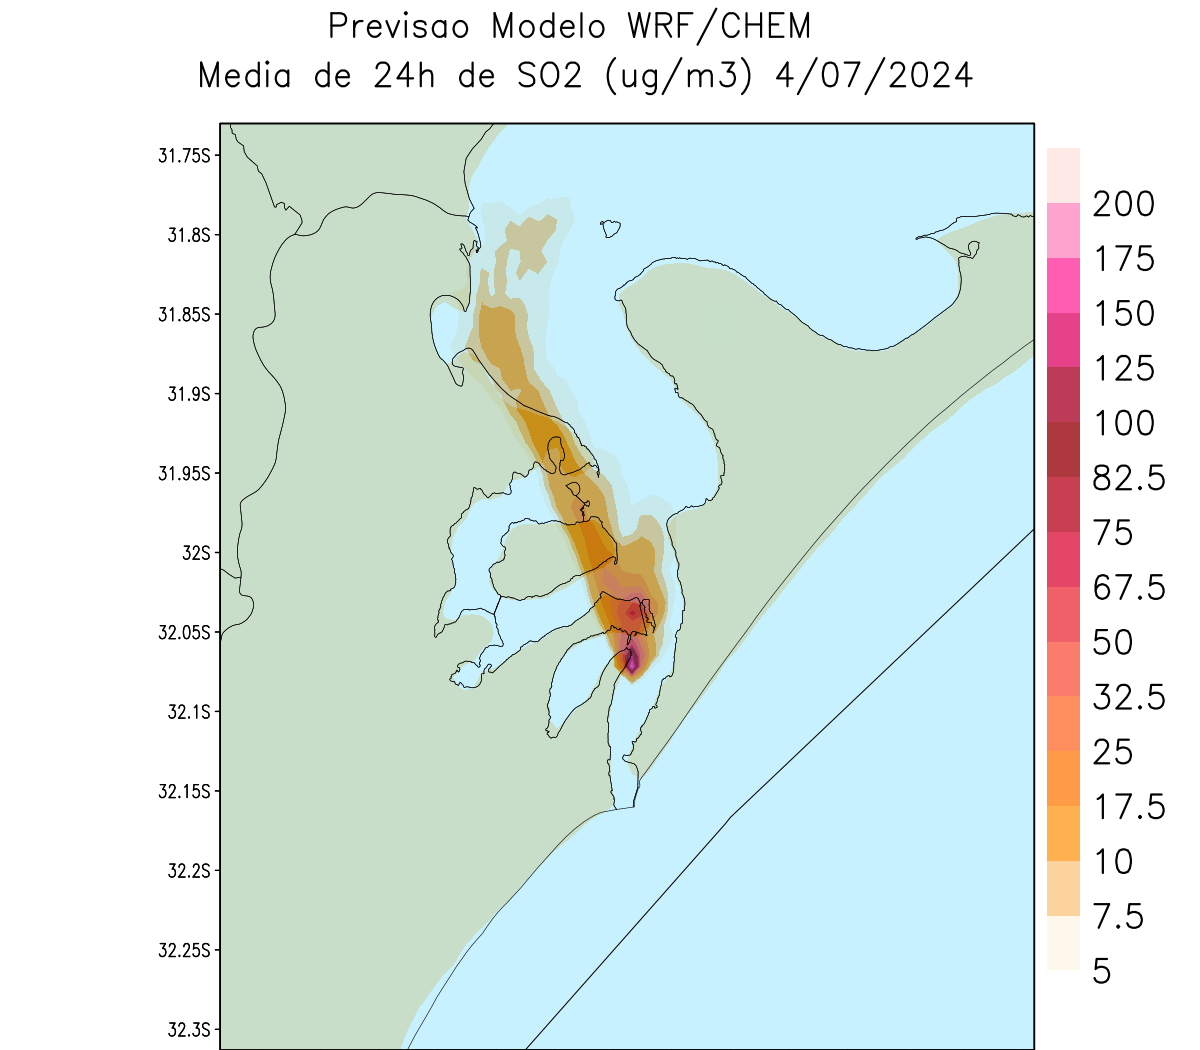 Previsao Modelo WRF/CHEM
Media de 24h de SO2 (ug/m3) 4/07/2024
31.75S
31.8S
31.85S
31.9S
31.95S
32S
32.05S
32.1S
32.15S
32.2S
32.25S
32.3S
200
175
150
125
100
82.5
75
67.5
50
32.5
25
17.5
10
7.5
5